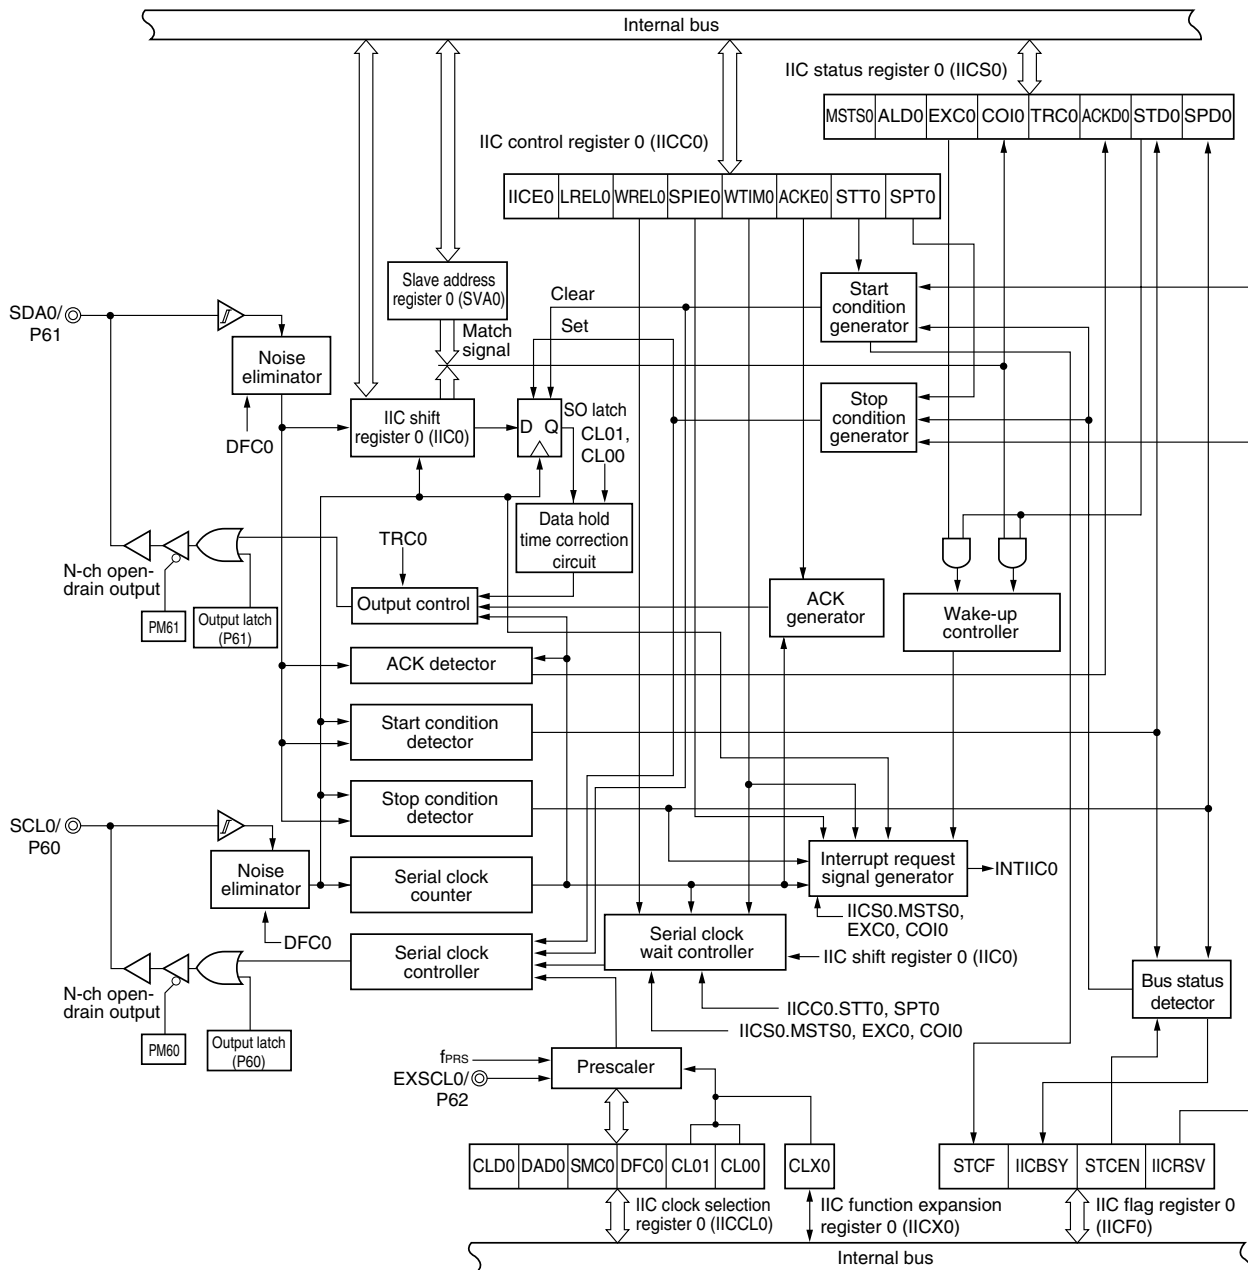 Internal bus
IIC status register 0 (IICS0)
MSTS0 ALD0 EXC0 COI0 TRC0 ACKD0 STD0 SPD0
IIC control register 0 (IICC0)
IICE0 LREL0 WREL0 SPIE0 WTIM0 ACKE0 STT0 SPT0
Slave address
register 0 (SVA0)
Clear
Set
Match
signal
Start
condition
generator
SDA0/
P61
Noise
eliminator
DFC0
IIC shift
register 0 (IIC0)
D Q
SO latch
CL01,
CL00
Stop
condition
generator
Data hold
time correction
circuit
TRC0
N-ch open-
drain output
PM61
Output latch
(P61)
Output control
ACK
generator
Wake-up
controller
ACK detector
Start condition
detector
Stop condition
detector
SCL0/
P60
Noise
eliminator
DFC0
Serial clock
counter
Interrupt request
signal generator
INTIIC0
IICS0.MSTS0,
EXC0, COI0
Serial clock
controller
Serial clock
wait controller
IIC shift register 0 (IIC0)
Bus status
detector
N-ch open-
drain output
PM60
Output latch
(P60)
IICC0.STT0, SPT0
IICS0.MSTS0, EXC0, COI0
fPRS
EXSCL0/
P62
Prescaler
CLD0 DAD0 SMC0 DFC0 CL01 CL00
CLX0
STCF IICBSY STCEN IICRSV
IIC clock selection
register 0 (IICCL0)
IIC function expansion
register 0 (IICX0)
IIC flag register 0
(IICF0)
Internal bus